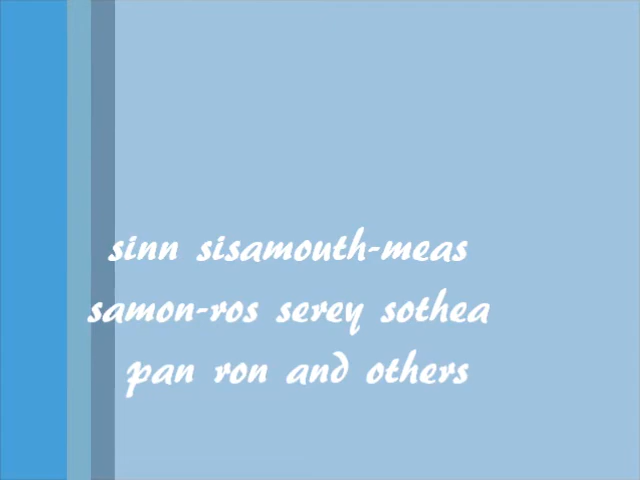 sinn sisamouth-meas
samon-ros serey sothea
pan ron and others